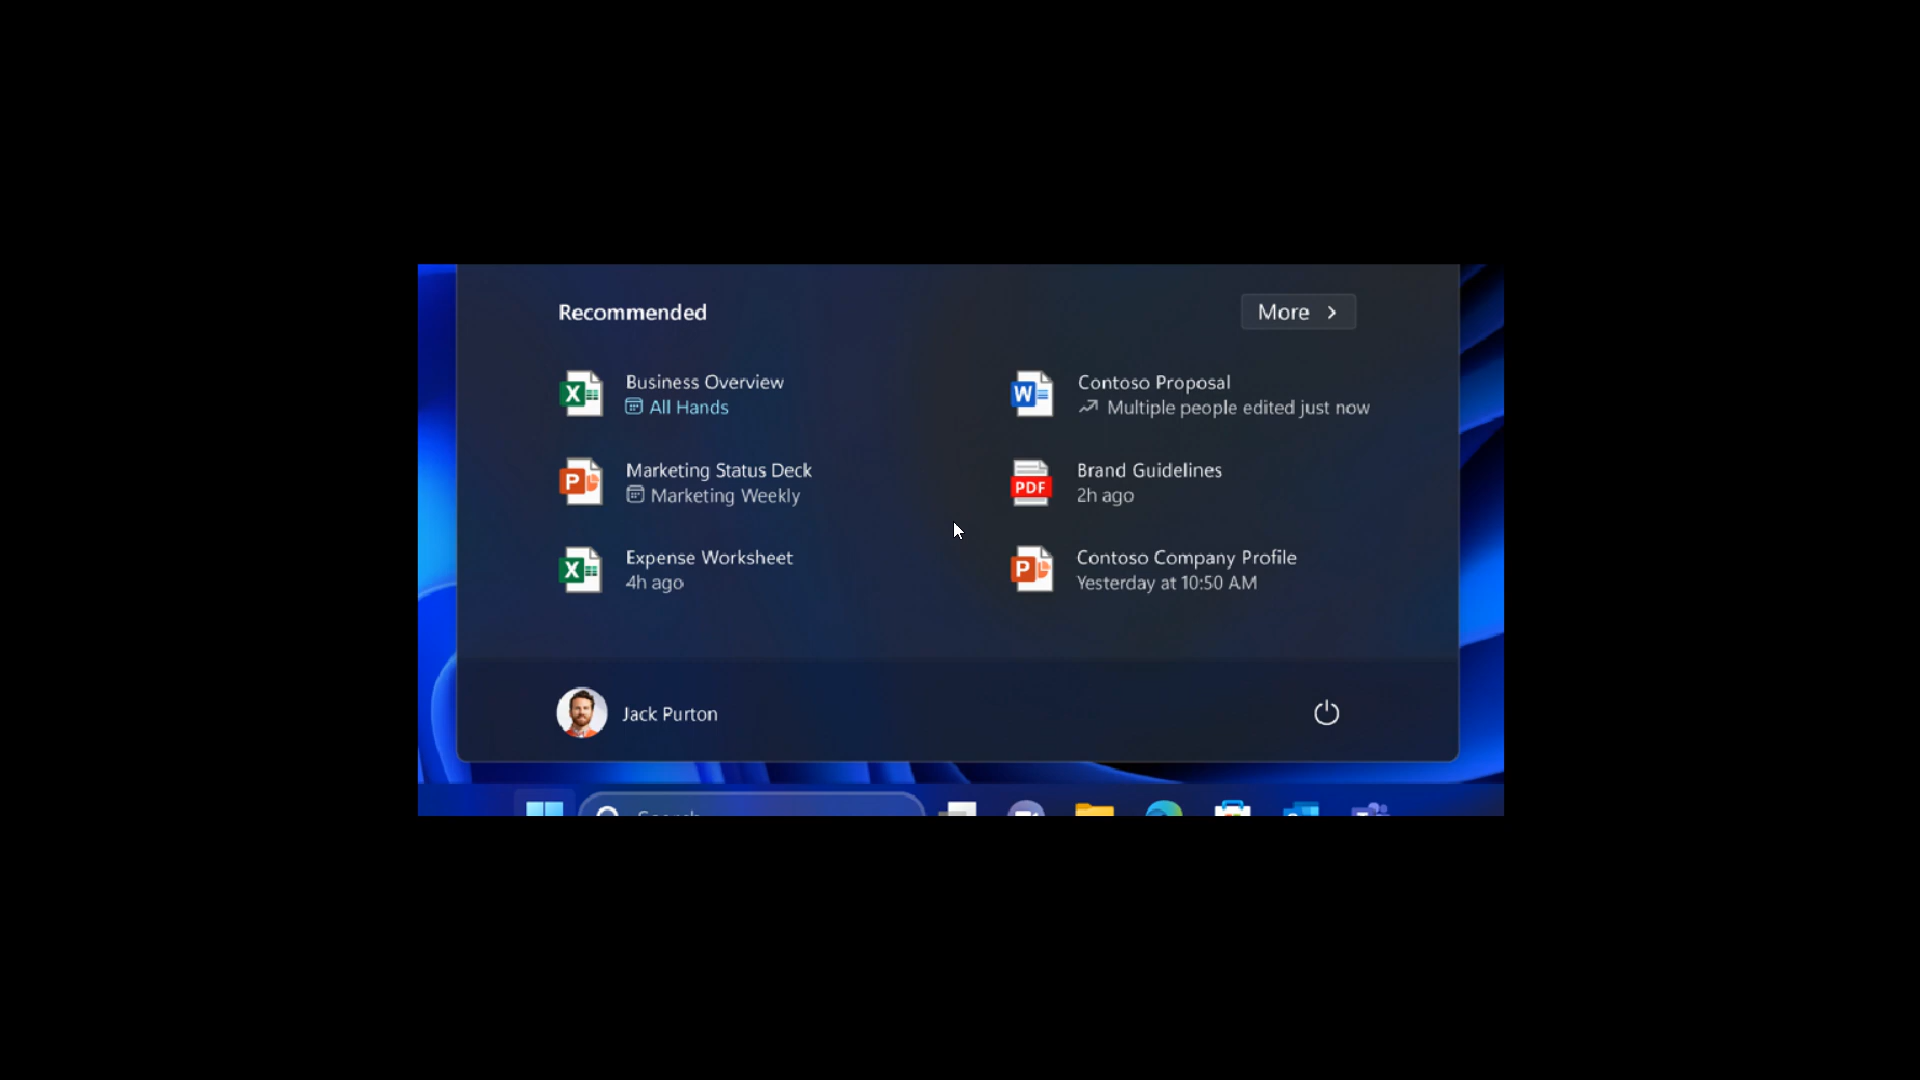 Recommended
More
Business Overview
All Hands
Contoso Proposal
Multiple people edited just now
Marketing Status Deck
Marketing Weekly
Brand Guidelines
2h ago
Expense Worksheet
4h ago
Contoso Company Profile
Yesterday at 10:50 AM
Jack Purton
X
W
P
PDF
X
P